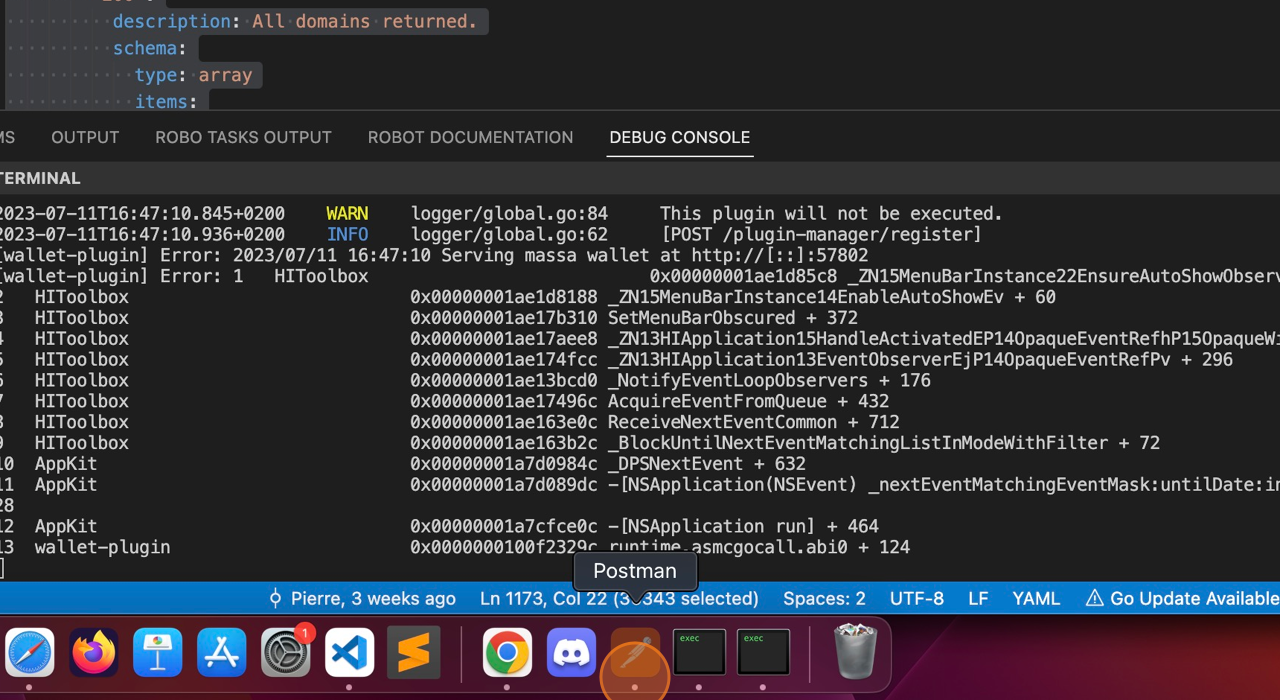 description: All domains returned.
schema:
type: array
items:
MS OUTPUT ROBO TASKS OUTPUT ROBOT DOCUMENTATION DEBUG CONSOLE
TERMINAL
2023-07-11T16:47:10.845+0200 WARN logger/global.go:84 This plugin will not be executed.
2023-07-11T16:47:10.936+0200 INFO logger/global.go:62 [POST /plugin-manager/register]
[wallet-plugin] Error: 2023/07/11 16:47:10 Serving massa wallet at http://[::]:57802
[wallet-plugin] Error: 1 HIToolbox 0x00000001ae1d85c8 _ZN15MenuBarInstance22EnsureAutoShowObserv
2 HIToolbox 0x00000001ae1d8188 _ZN15MenuBarInstance14EnableAutoShowEv + 60
3 HIToolbox 0x00000001ae17b310 SetMenuBarObscured + 372
4 HIToolbox 0x00000001ae17aee8 _ZN13HIApplication15HandleActivatedEP14OpaqueEventRefhP15OpaqueWi
5 HIToolbox 0x00000001ae174fcc _ZN13HIApplication13EventObserverEjP14OpaqueEventRefPv + 296
6 HIToolbox 0x00000001ae13bcd0 _NotifyEventLoopObservers + 176
7 HIToolbox 0x00000001ae17496c AcquireEventFromQueue + 432
8 HIToolbox 0x00000001ae163e0c ReceiveNextEventCommon + 712
9 HIToolbox 0x00000001ae163b2c _BlockUntilNextEventMatchingListInModeWithFilter + 72
10 AppKit 0x00000001a7d0984c _DPSNextEvent + 632
11 AppKit 0x00000001a7d089dc -[NSApplication(NSEvent) _nextEventMatchingEventMask:untilDate:in
28
12 AppKit 0x00000001a7cfce0c -[NSApplication run] + 464
13 wallet-plugin 0x0000000100f2329c runtime.asmcgocall.abi0 + 124
Postman
Pierre, 3 weeks ago Ln 1173, Col 22 ( selected) Spaces: 2 UTF-8 LF YAML Go Update Available
1
exec exec